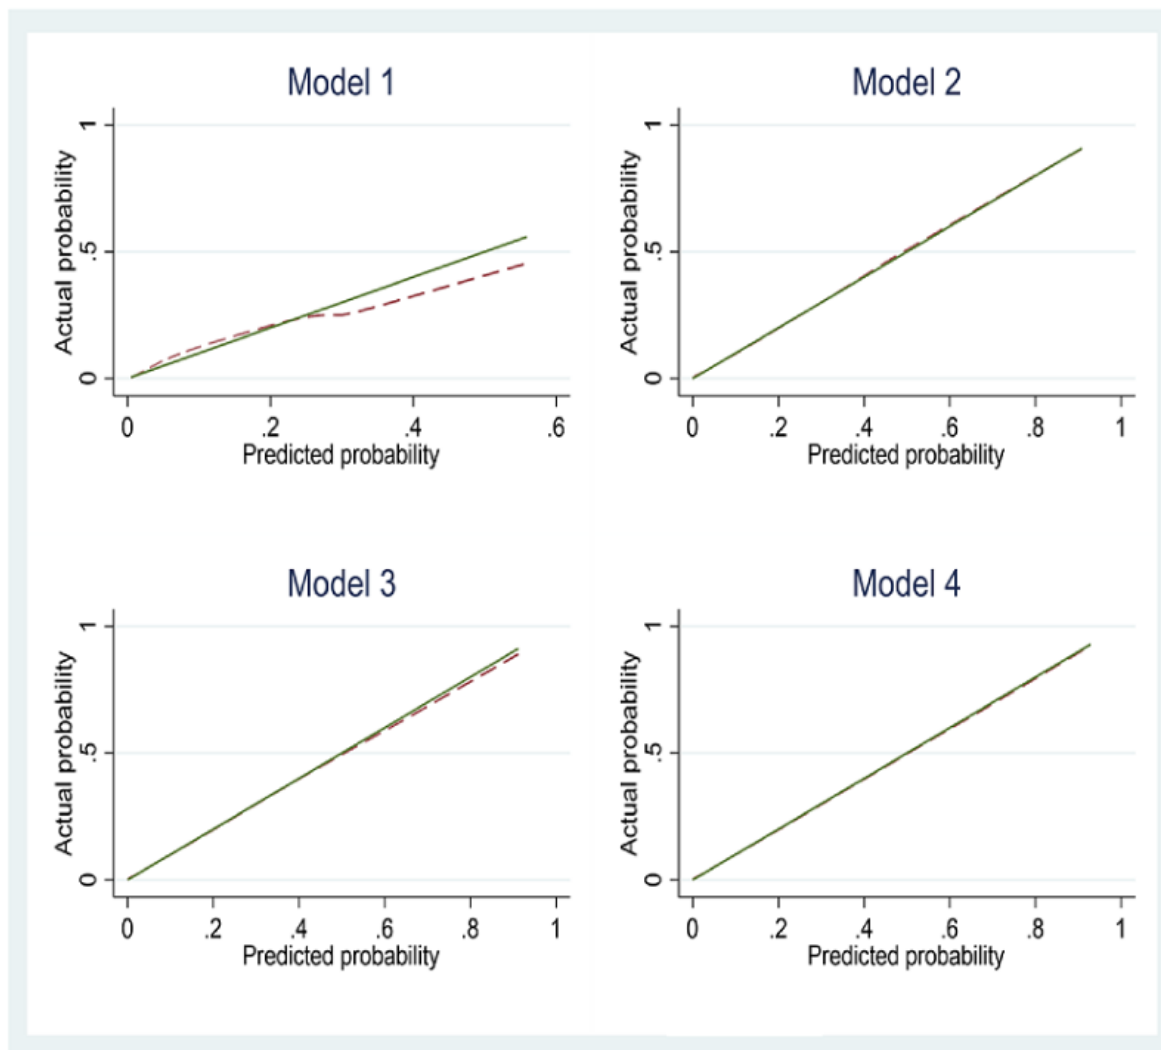 Model 1
Actual probability
1
.5
0
0 .2 .4 .6
Predicted probability
Model 2
Actual probability
1
.5
0
0 .2 .4 .6 .8 1
Predicted probability
Model 3
Actual probability
1
.5
0
0 .2 .4 .6 .8 1
Predicted probability
Model 4
Actual probability
1
.5
0
0 .2 .4 .6 .8 1
Predicted probability